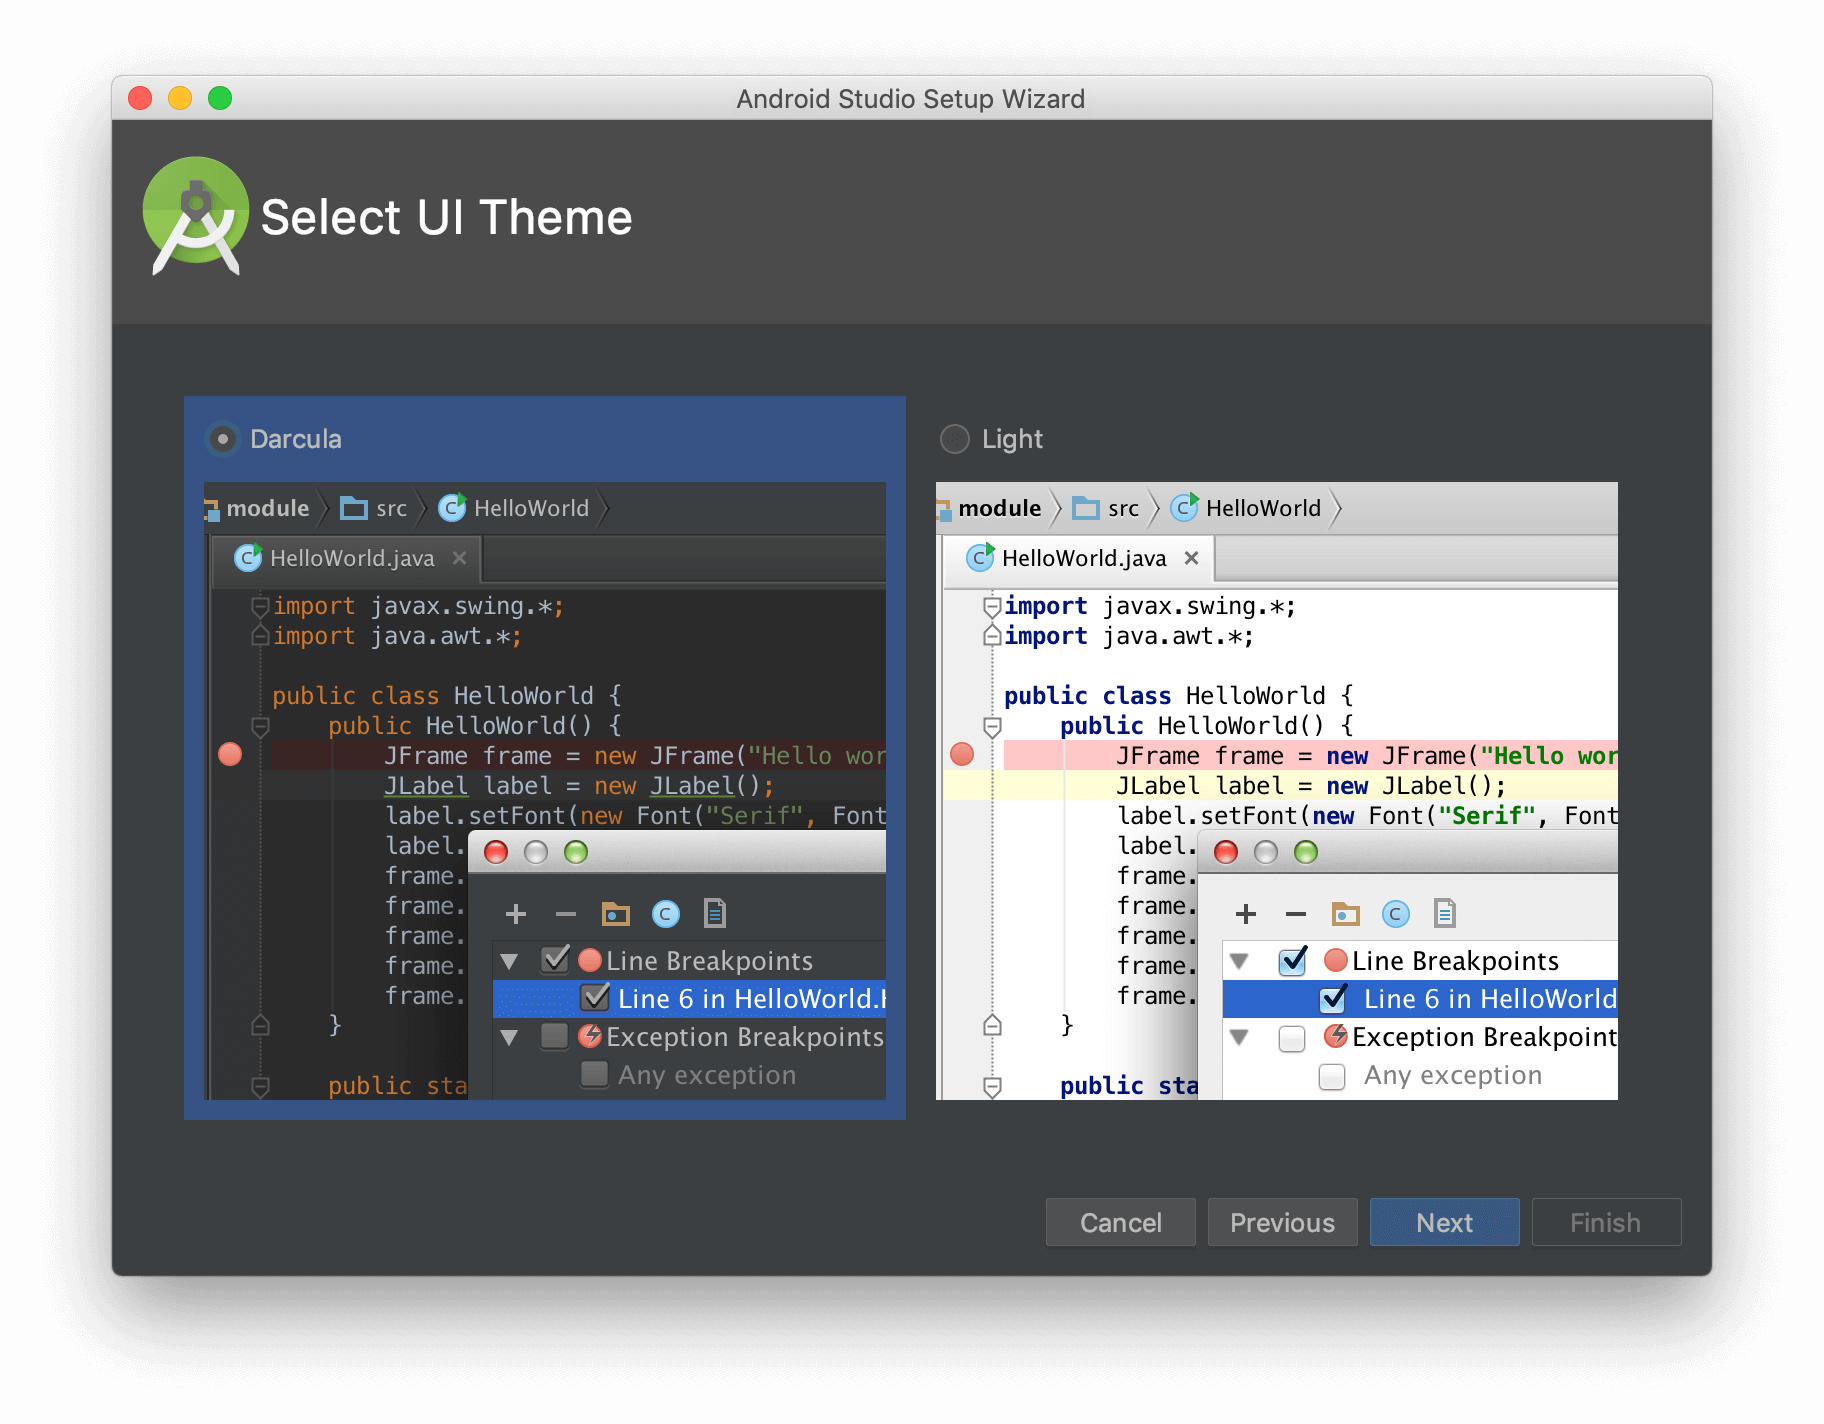 Android Studio Setup Wizard
Select UI Theme
Darcula
module src HelloWorld
HelloWorld.java
import javax.swing.*;
import java.awt.*;
public class HelloWorld {
public HelloWorld() {
JFrame frame = new JFrame("Hello wor
JLabel label = new JLabel();
label.setFont(new Font("Serif", Font
label.
frame.
frame.
frame.
frame.
frame.
}
public sta
Line Breakpoints
Line 6 in HelloWorld.
Exception Breakpoints
Any exception
Light
module src HelloWorld
HelloWorld.java
import javax.swing.*;
import java.awt.*;
public class HelloWorld {
public HelloWorld() {
JFrame frame = new JFrame("Hello wor
JLabel label = new JLabel();
label.setFont(new Font("Serif", Font
label.
frame.
frame.
frame.
frame.
frame.
}
public sta
Line Breakpoints
Line 6 in HelloWorld
Exception Breakpoint
Any exception
Cancel Previous Next Finish